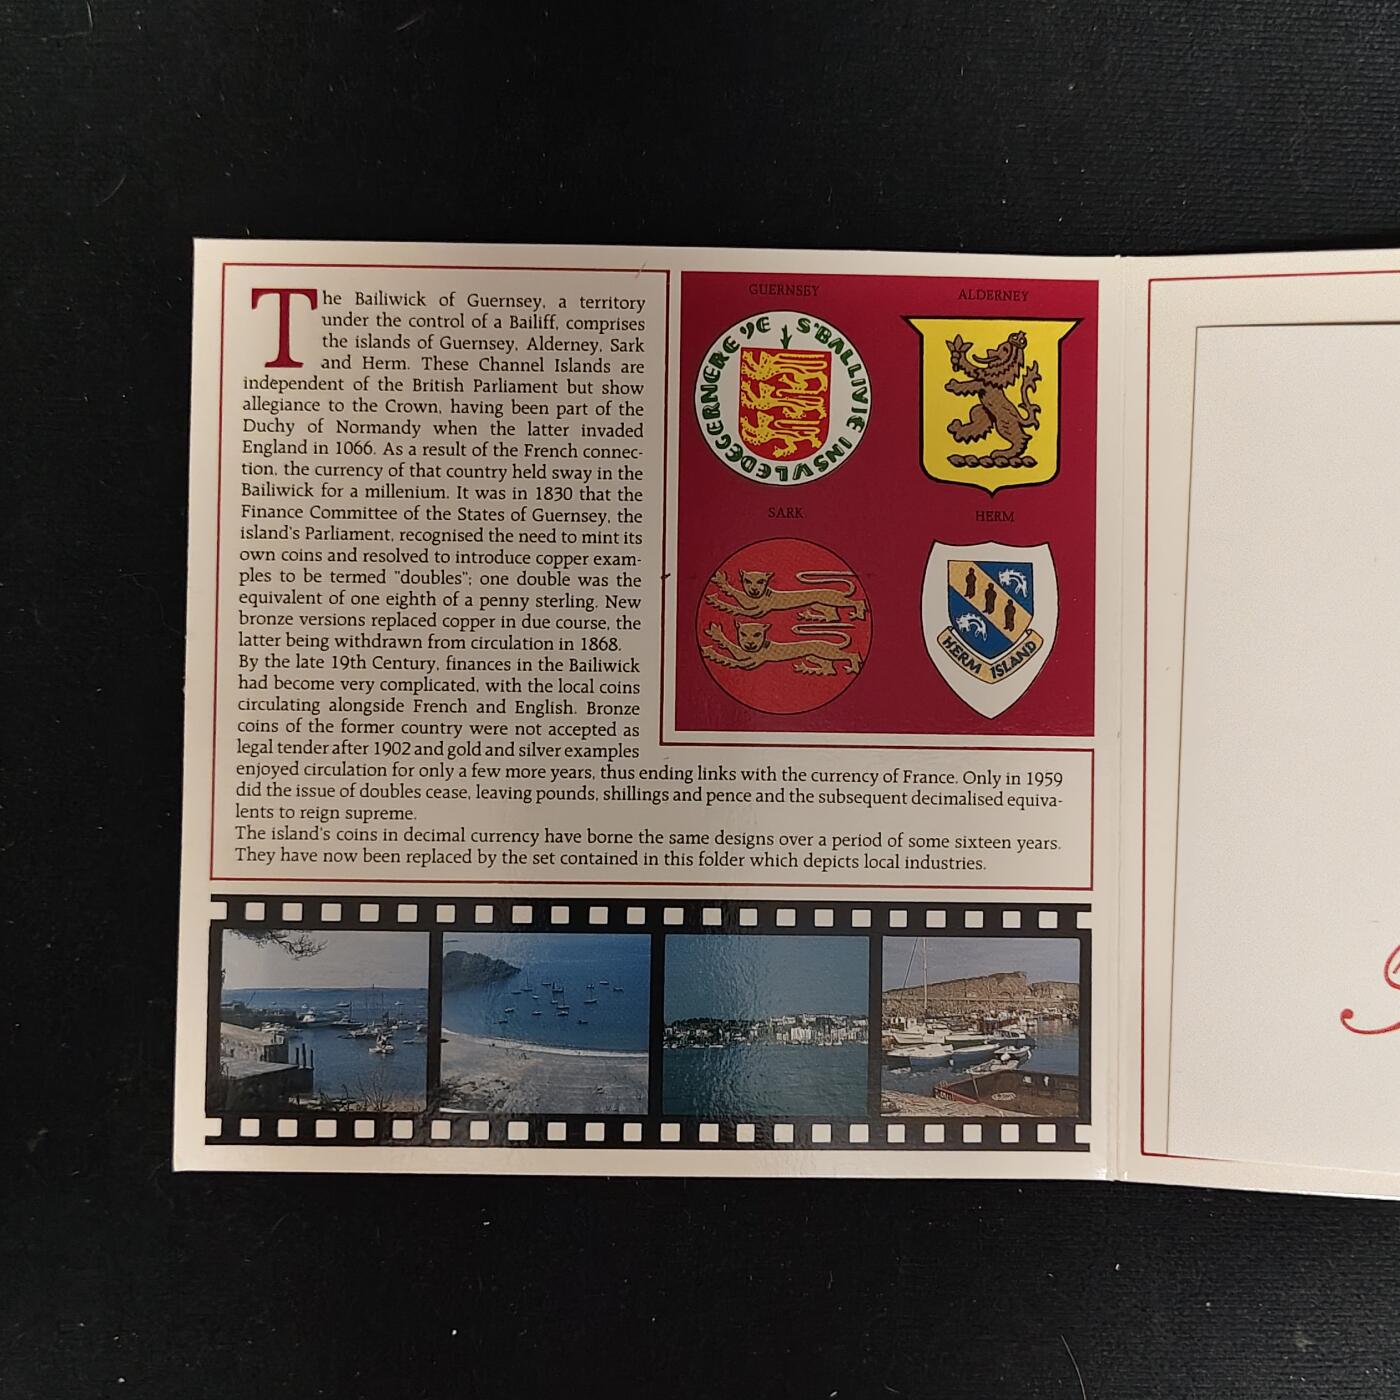 The Bailiwick of Guernsey, a territory
under the control of a Bailiff, comprises
the islands of Guernsey, Alderney, Sark
and Herm. These Channel Islands are
independent of the British Parliament but show
allegiance to the Crown, having been part of the
Duchy of Normandy when the latter invaded
England in 1066. As a result of the French connec-
tion, the currency of that country held sway in the
Bailiwick for a millenium. It was in 1830 that the
Finance Committee of the States of Guernsey, the
island's Parliament, recognised the need to mint its
own coins and resolved to introduce copper exam-
ples to be termed "doubles"; one double was the
equivalent of one eighth of a penny sterling. New
bronze versions replaced copper in due course, the
latter being withdrawn from circulation in 1868.
By the late 19th Century, finances in the Bailiwick
had become very complicated, with the local coins
circulating alongside French and English. Bronze
coins of the former country were not accepted as
legal tender after 1902 and gold and silver examples
enjoyed circulation for only a few more years, thus ending links with the currency of France. Only in 1959
did the issue of doubles cease, leaving pounds, shillings and pence and the subsequent decimalised equiva-
lents to reign supreme.
The island's coins in decimal currency have borne the same designs over a period of some sixteen years.
They have now been replaced by the set contained in this folder which depicts local industries.
GUERNSEY
S'BALLIVIE INSVLE DE GERNEREYE
ALDERNEY
SARK
HERM
HERM ISLAND